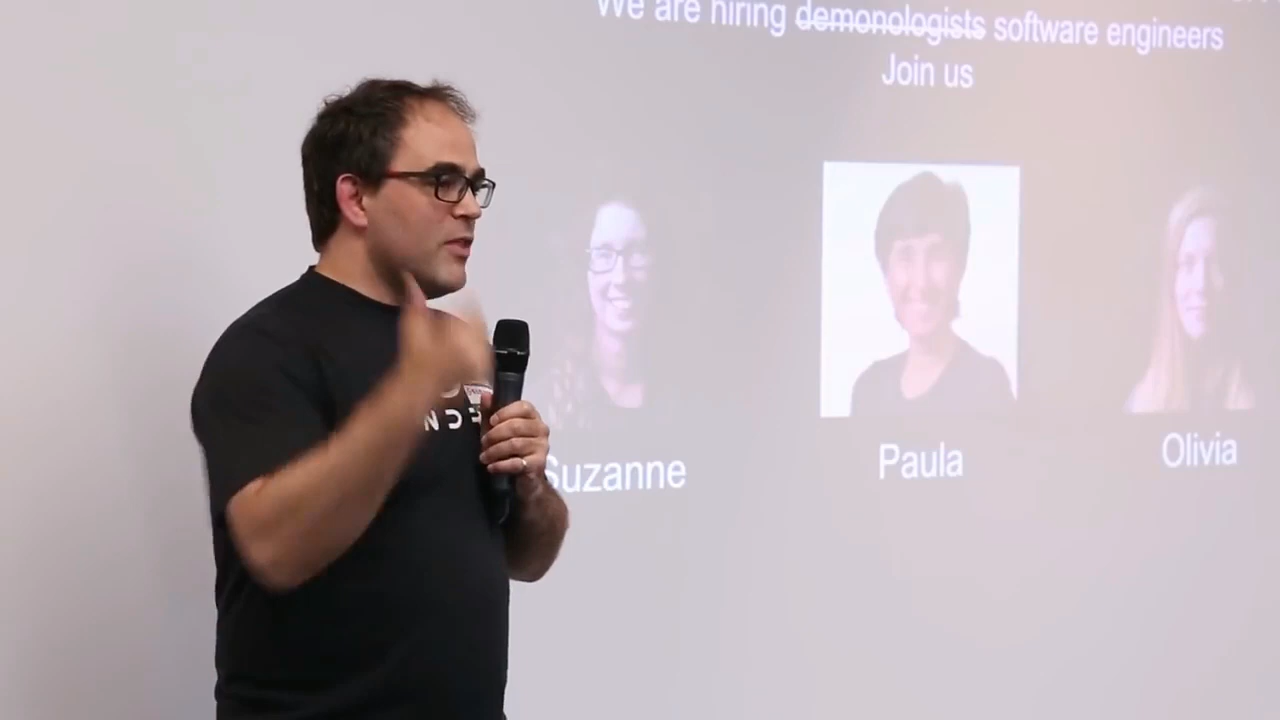 We are hiring demonologists software engineers
Join us
Suzanne
Paula
Olivia